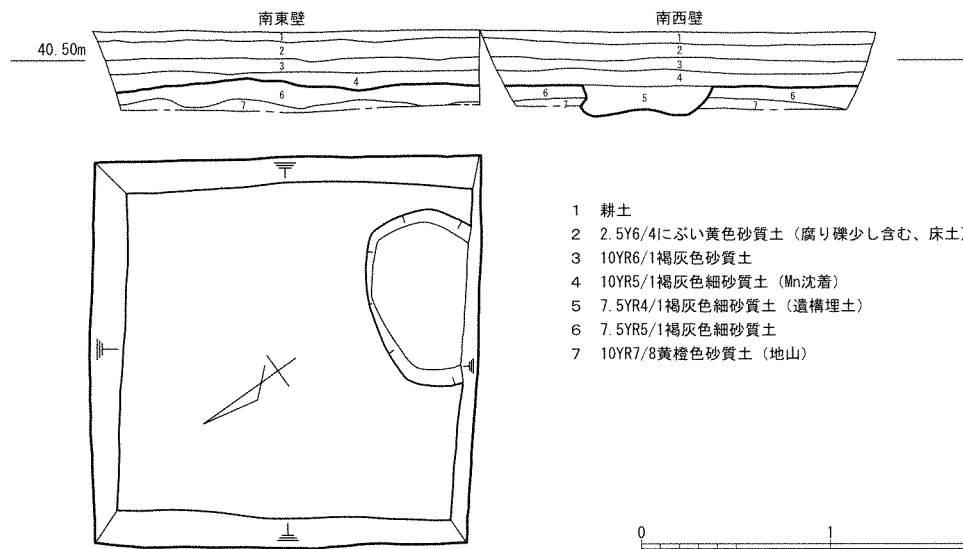 南東壁
南西壁
40.50m
1
2
3
4
6
7
1
2
3
4
6
7
5
6
7
1 耕土
2 2.5Y6/4にぶい黄色砂質土（腐り礫少し含む、床土）
3 10YR6/1褐灰色砂質土
4 10YR5/1褐灰色細砂質土（Mn沈着）
5 7.5YR4/1褐灰色細砂質土（遺構埋土）
6 7.5YR5/1褐灰色細砂質土
7 10YR7/8黄橙色砂質土（地山）
0 1